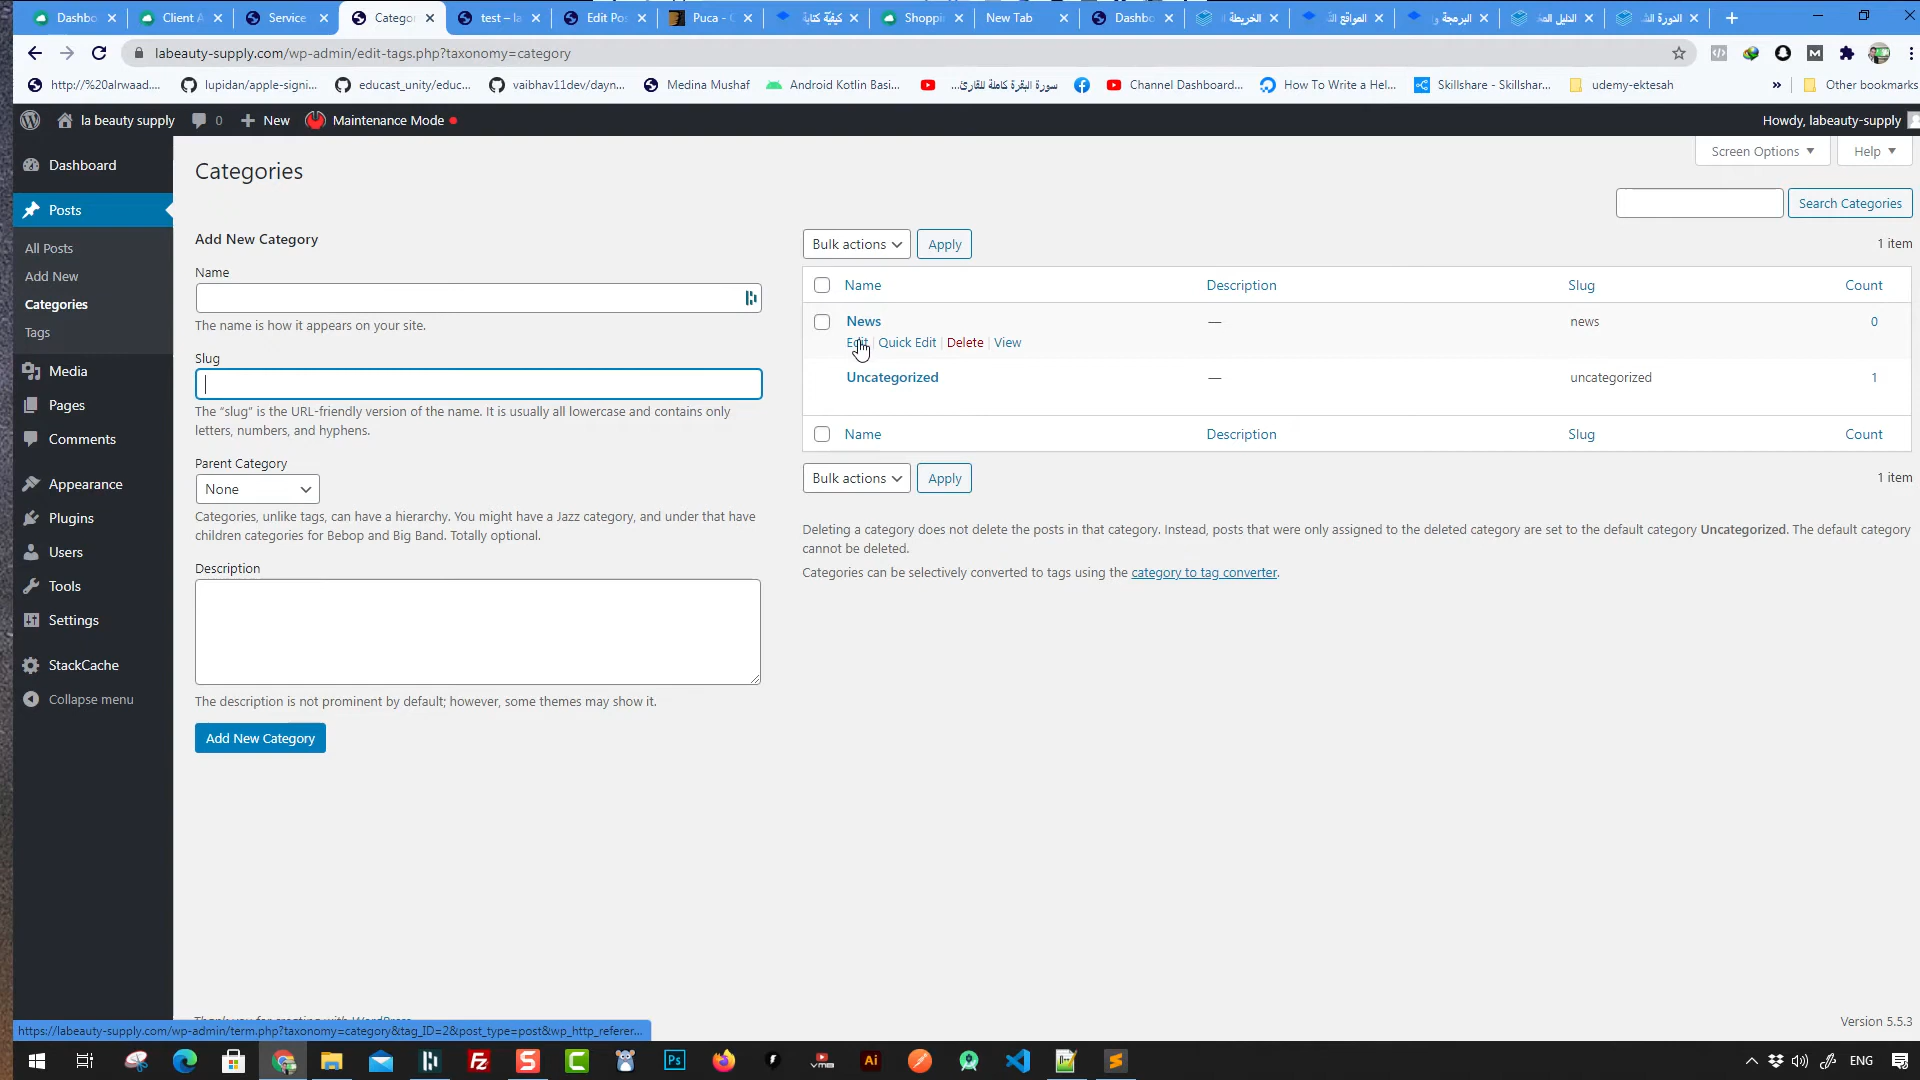 Dashbo
Client A
Service
Categor
test – la
Edit Po
Puca -
كيفية كتابة
Shoppi
New Tab
Dashbo
الخريطة
المواقع
البرمجة و
الدليل
الدورة
labeauty-supply.com/wp-admin/edit-tags.php?taxonomy=category
http://%20alrwaad....
lupidan/apple-signi...
educast_unity/educ...
vaibhav11dev/dayn...
Medina Mushaf
Android Kotlin Basi...
سورة البقرة كاملة للقارئ...
Channel Dashboard...
How To Write a Hel...
Skillshare - Skillshar...
udemy-ektesah
»
Other bookmarks
la beauty supply
0
New
Maintenance Mode
Howdy, labeauty-supply
Dashboard
Posts
All Posts
Add New
Categories
Tags
Media
Pages
Comments
Appearance
Plugins
Users
Tools
Settings
StackCache
Collapse menu
Screen Options
Help
Categories
Search Categories
Add New Category
Name
The name is how it appears on your site.
Slug
The “slug” is the URL-friendly version of the name. It is usually all lowercase and contains only
letters, numbers, and hyphens.
Parent Category
None
Categories, unlike tags, can have a hierarchy. You might have a Jazz category, and under that have
children categories for Bebop and Big Band. Totally optional.
Description
The description is not prominent by default; however, some themes may show it.
Add New Category
Bulk actions
Apply
1 item
Name Description Slug Count
News — news 0
Edit | Quick Edit | Delete | View
Uncategorized — uncategorized 1
Name Description Slug Count
Bulk actions
Apply
1 item
Deleting a category does not delete the posts in that category. Instead, posts that were only assigned to the deleted category are set to the default category Uncategorized. The default category
cannot be deleted.
Categories can be selectively converted to tags using the category to tag converter.
Thank you for creating with WordPress.
Version 5.5.3
https://labeauty-supply.com/wp-admin/term.php?taxonomy=category&tag_ID=2&post_type=post&wp_http_referer...
ENG